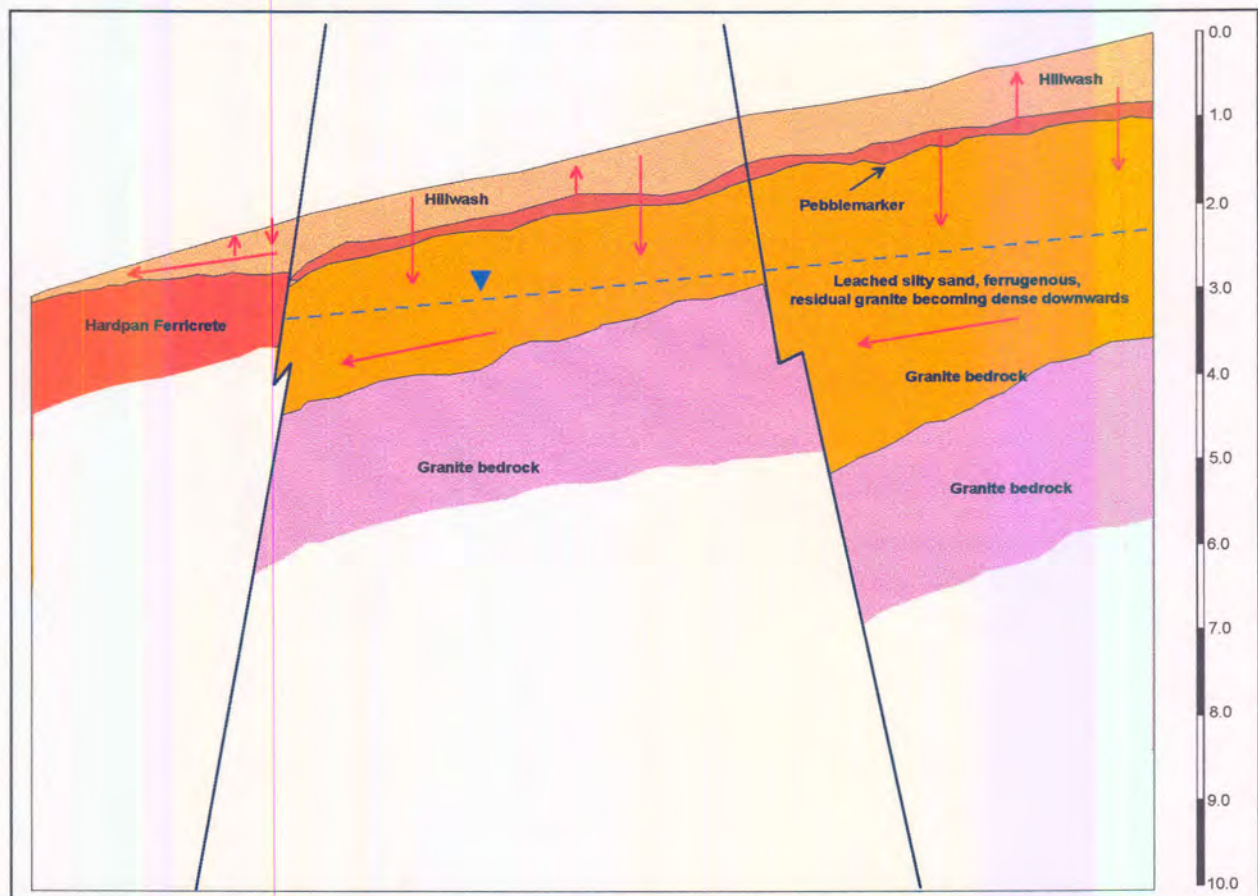 0.0
Hillwash
1.0
Hillwash
Pebblemarker
2.0
Leached silty sand, ferrugenous,
residual granite becoming dense downwards
3.0
Hardpan Ferricrete
Granite bedrock
4.0
Granite bedrock
Granite bedrock
5.0
6.0
7.0
8.0
9.0
10.0